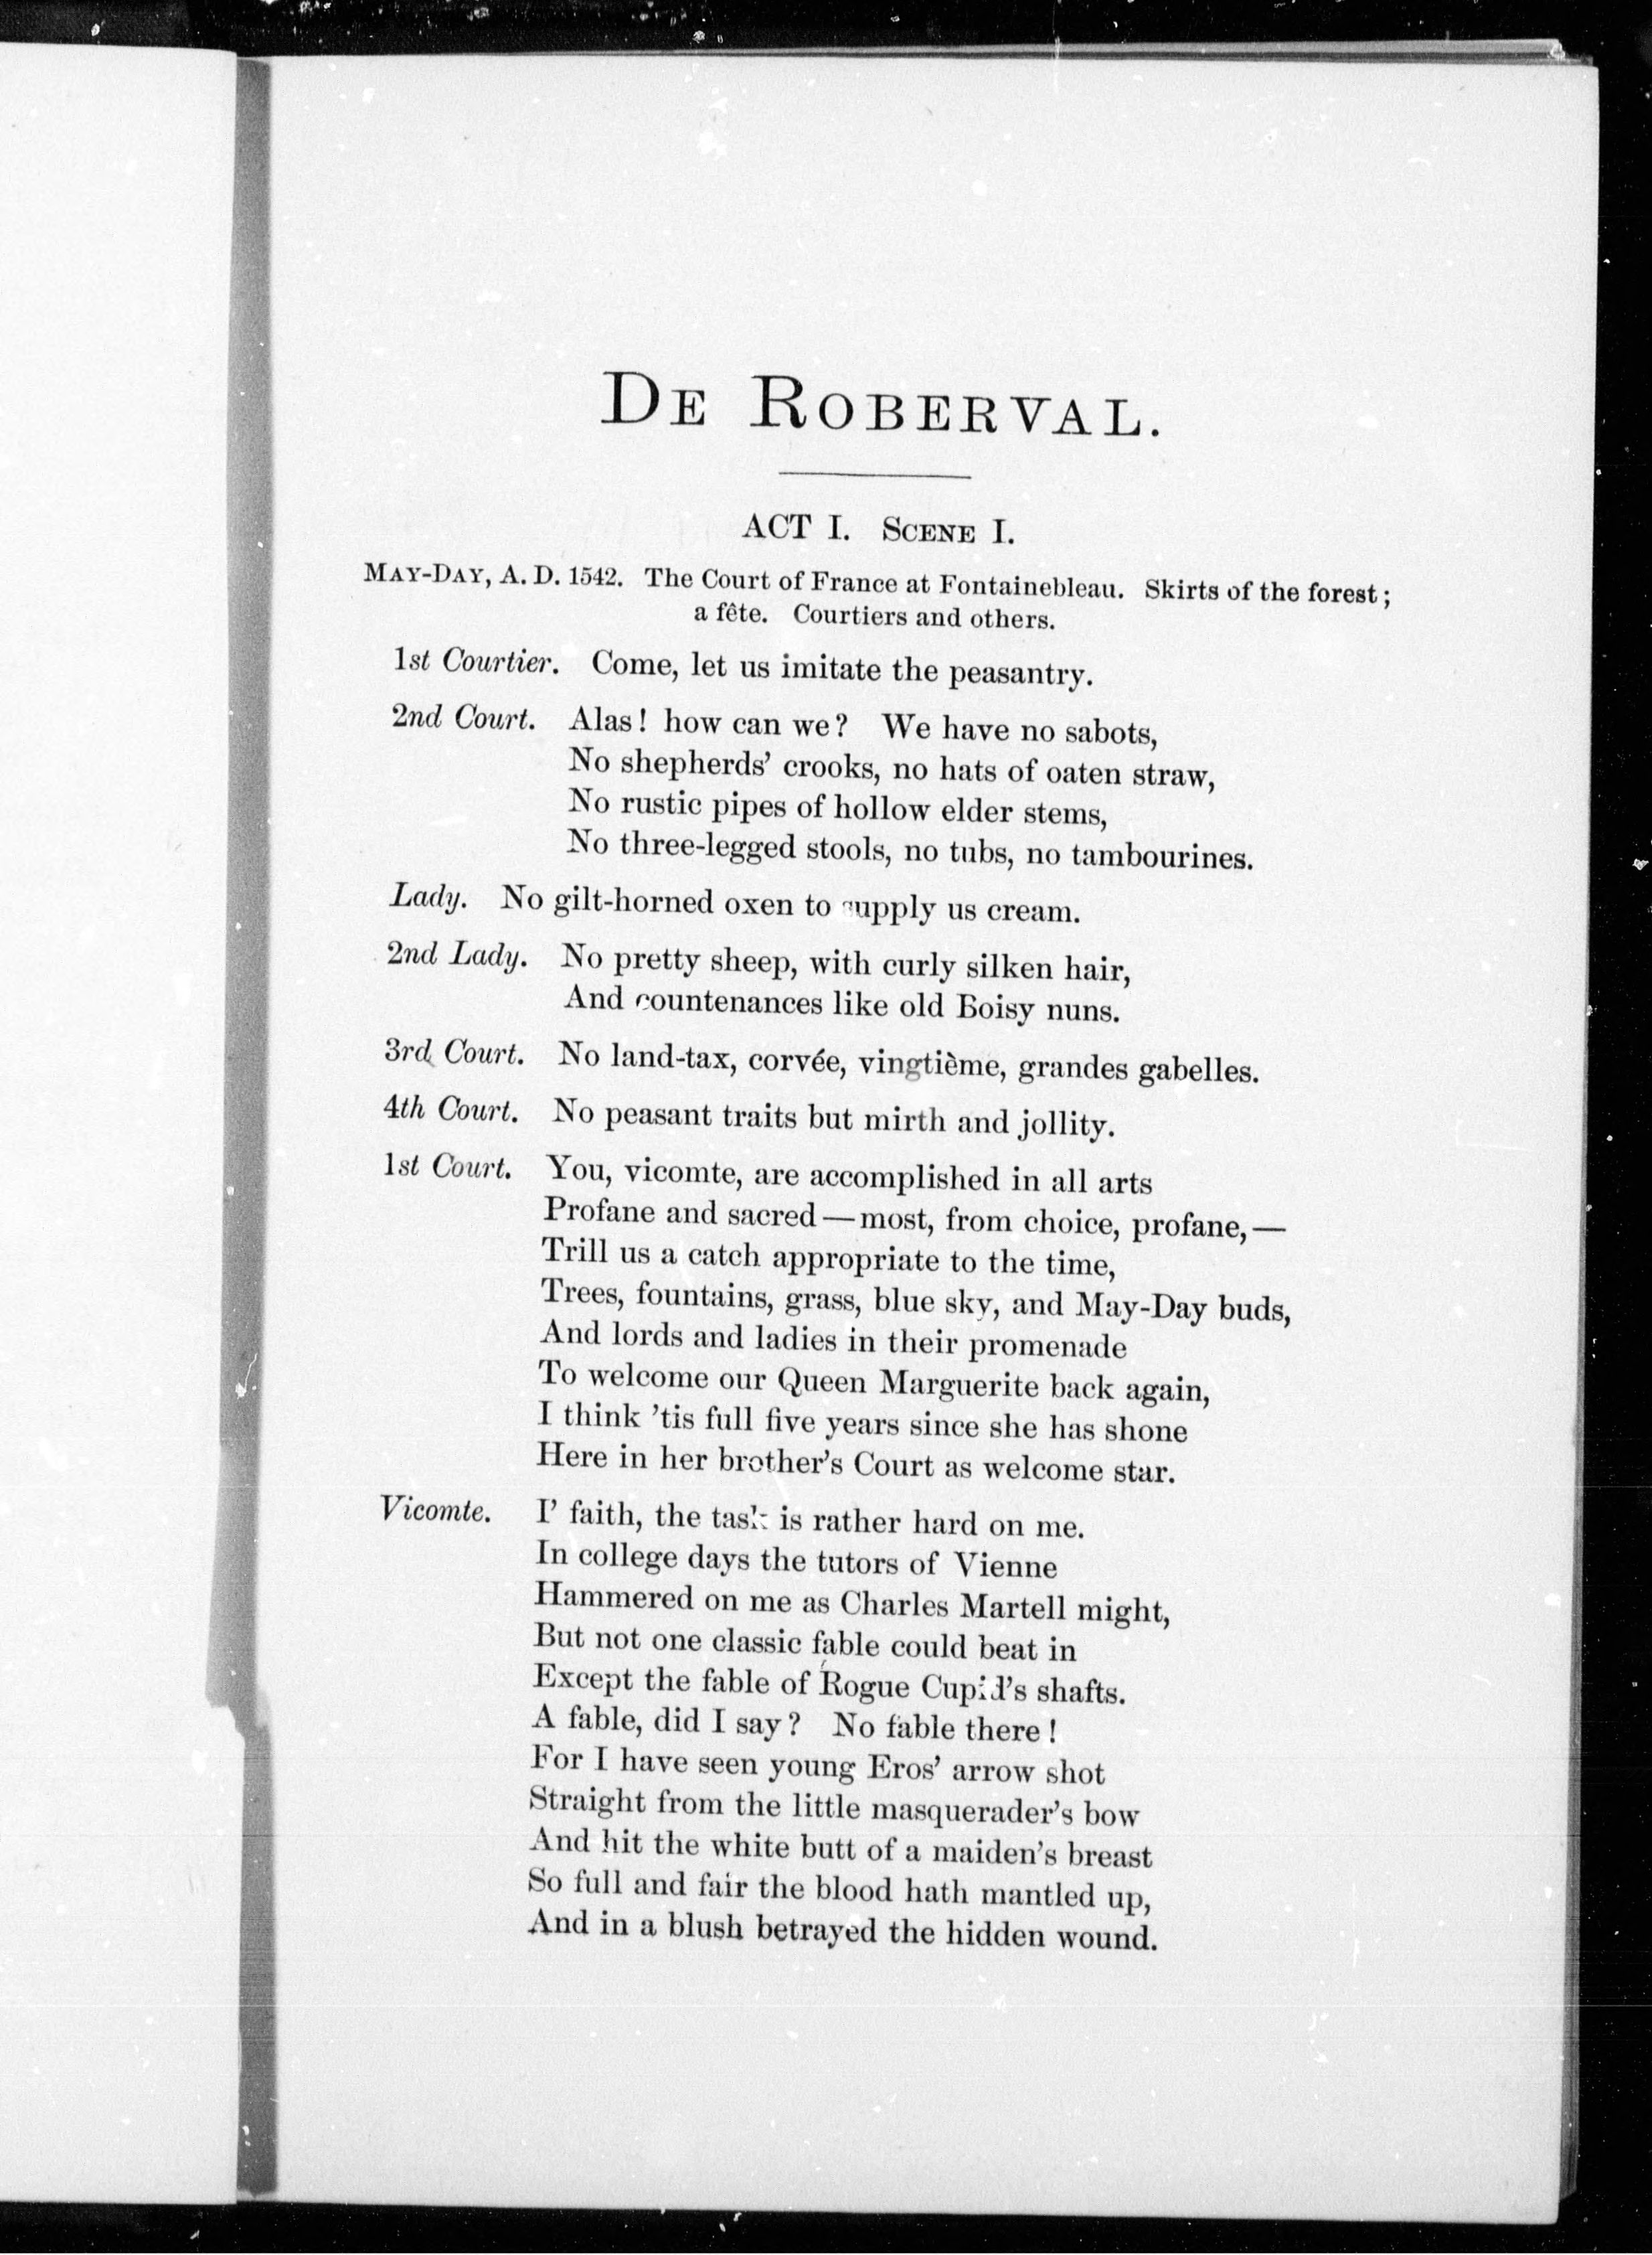 DE ROBERVAL.
ACT I. SCENE I.
MAY-DAY, A. D. 1542. The Court of France at Fontainebleau. Skirts of the forest;
a fête. Courtiers and others.
1st Courtier. Come, let us imitate the peasantry.
2nd Court. Alas! how can we? We have no sabots,
No shepherds' crooks, no hats of oaten straw,
No rustic pipes of hollow elder stems,
No three-legged stools, no tubs, no tambourines.
Lady. No gilt-horned oxen to supply us cream.
2nd Lady. No pretty sheep, with curly silken hair,
And countenances like old Boisy nuns.
3rd Court. No land-tax, corvée, vingtième, grandes gabelles.
4th Court. No peasant traits but mirth and jollity.
1st Court. You, vicomte, are accomplished in all arts
Profane and sacred — most, from choice, profane, —
Trill us a catch appropriate to the time,
Trees, fountains, grass, blue sky, and May-Day buds,
And lords and ladies in their promenade
To welcome our Queen Marguerite back again,
I think 'tis full five years since she has shone
Here in her brother's Court as welcome star.
Vicomte. I' faith, the task is rather hard on me.
In college days the tutors of Vienne
Hammered on me as Charles Martell might,
But not one classic fable could beat in
Except the fable of Rogue Cupid's shafts.
A fable, did I say? No fable there!
For I have seen young Eros' arrow shot
Straight from the little masquerader's bow
And hit the white butt of a maiden's breast
So full and fair the blood hath mantled up,
And in a blush betrayed the hidden wound.